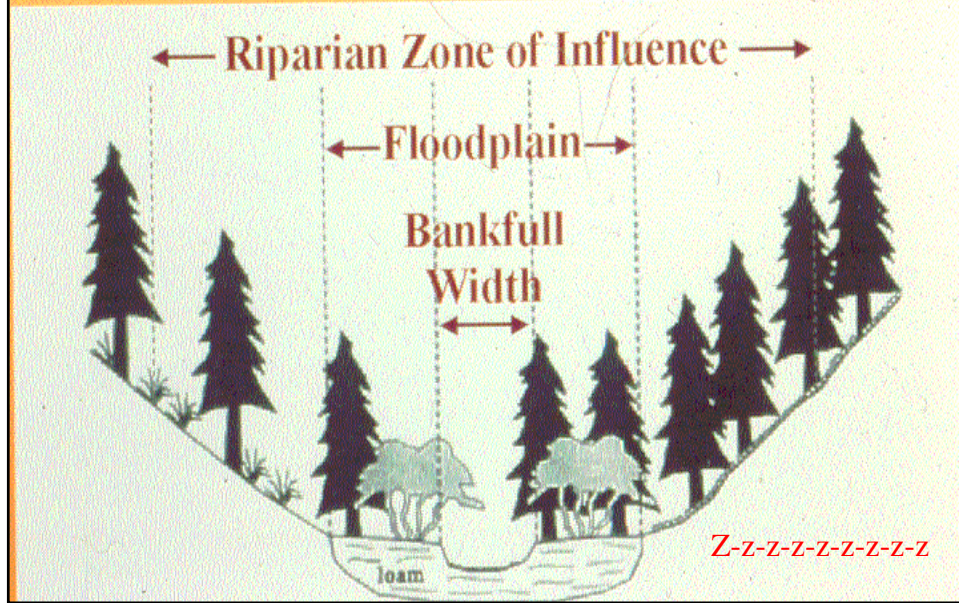 Riparian Zone of Influence
Floodplain
Bankfull
Width
loam
Z-z-z-z-z-z-z-z-z